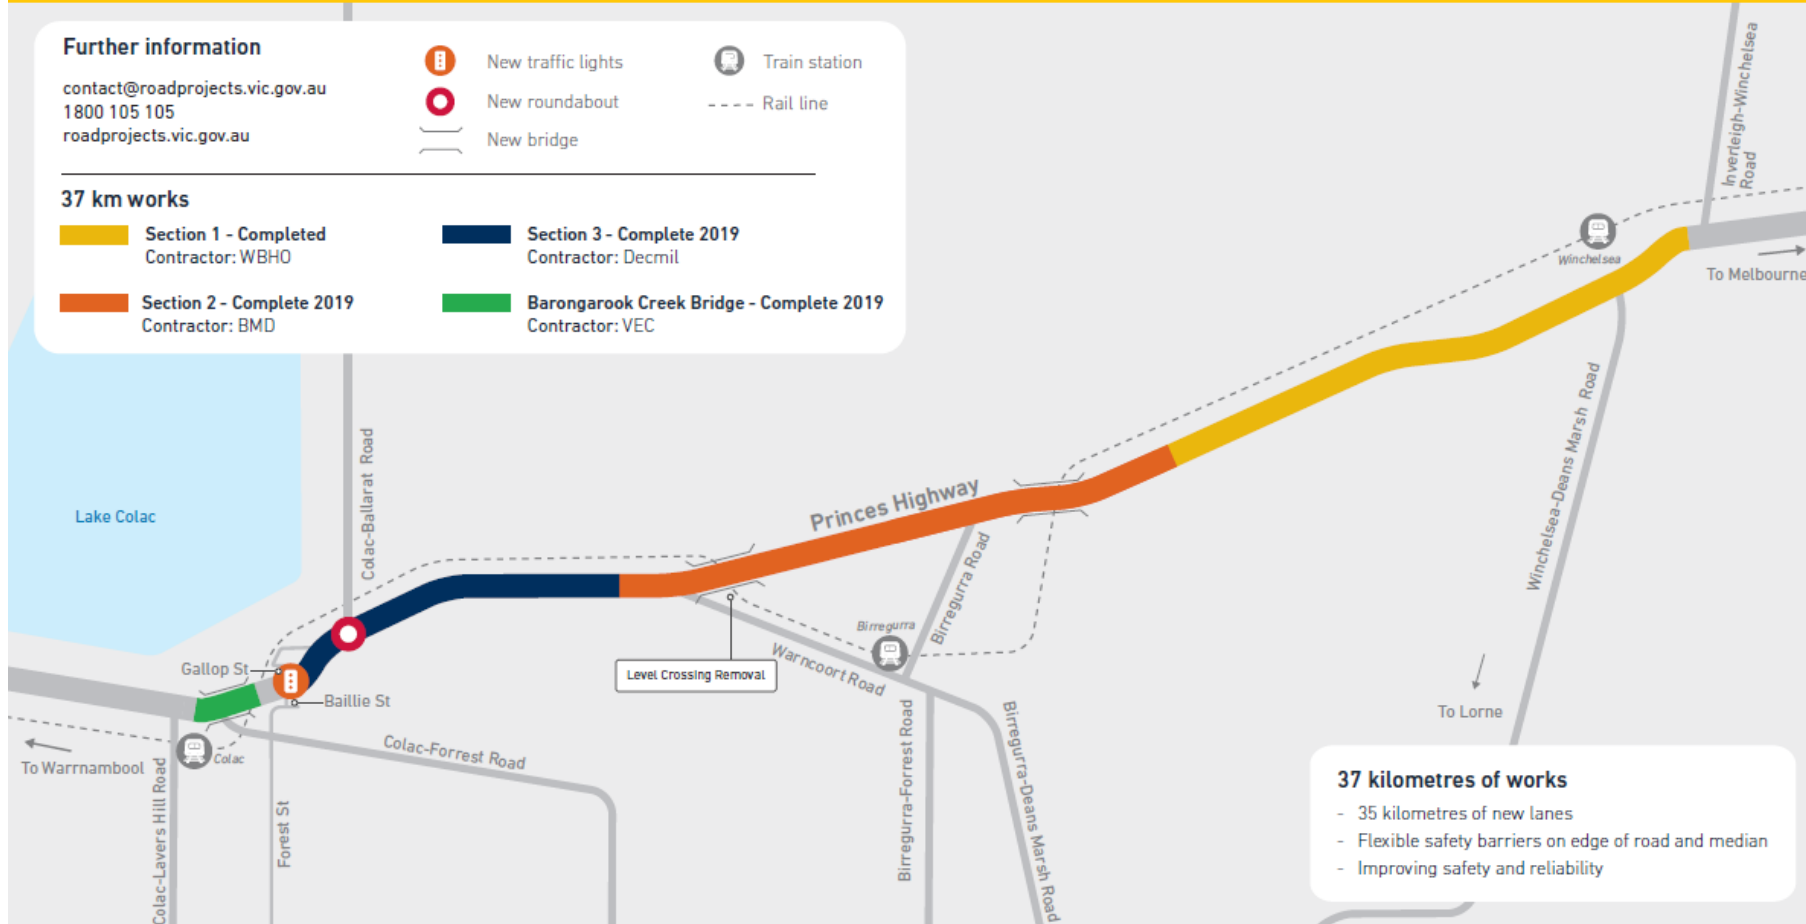 Further information
contact@roadprojects.vic.gov.au
1800 105 105
roadprojects.vic.gov.au
New traffic lights
New roundabout
New bridge
Train station
Rail line
37 km works
Section 1 - Completed
Contractor: WBHO
Section 2 - Complete 2019
Contractor: BMD
Section 3 - Complete 2019
Contractor: Decmil
Barongarook Creek Bridge - Complete 2019
Contractor: VEC
Inverleigh-Winchelsea
Road
Winchelsea
To Melbourne
Lake Colac
Colac-Ballarat Road
Princes Highway
Winchelsea-Deans Marsh Road
Birregurra Road
Birregurra
Warncoort Road
Level Crossing Removal
Gallop St
Baillie St
To Warrnambool
Colac
Colac-Forrest Road
Colac-Lavers Hill Road
Forest St
Birregurra-Forrest Road
Birregurra-Deans Marsh Road
To Lorne
37 kilometres of works
- 35 kilometres of new lanes
- Flexible safety barriers on edge of road and median
- Improving safety and reliability